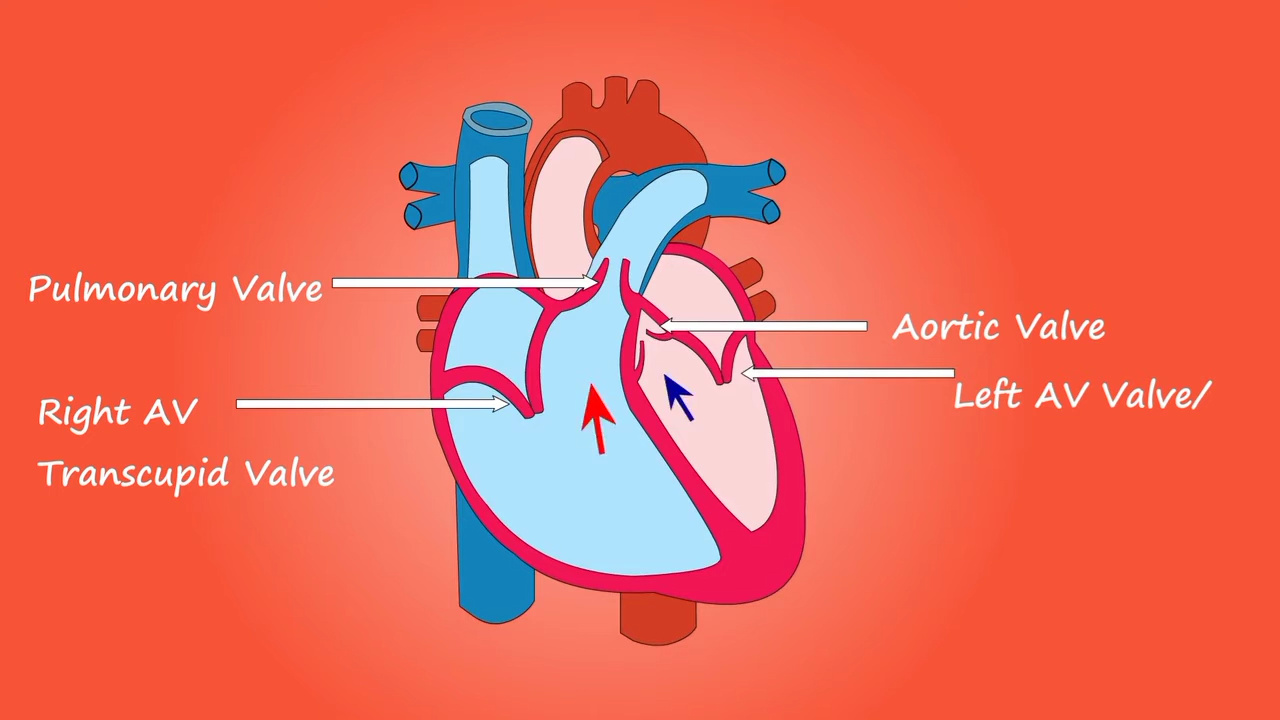 Pulmonary Valve
Aortic Valve
Left AV Valve/
Right AV
Transcupid Valve